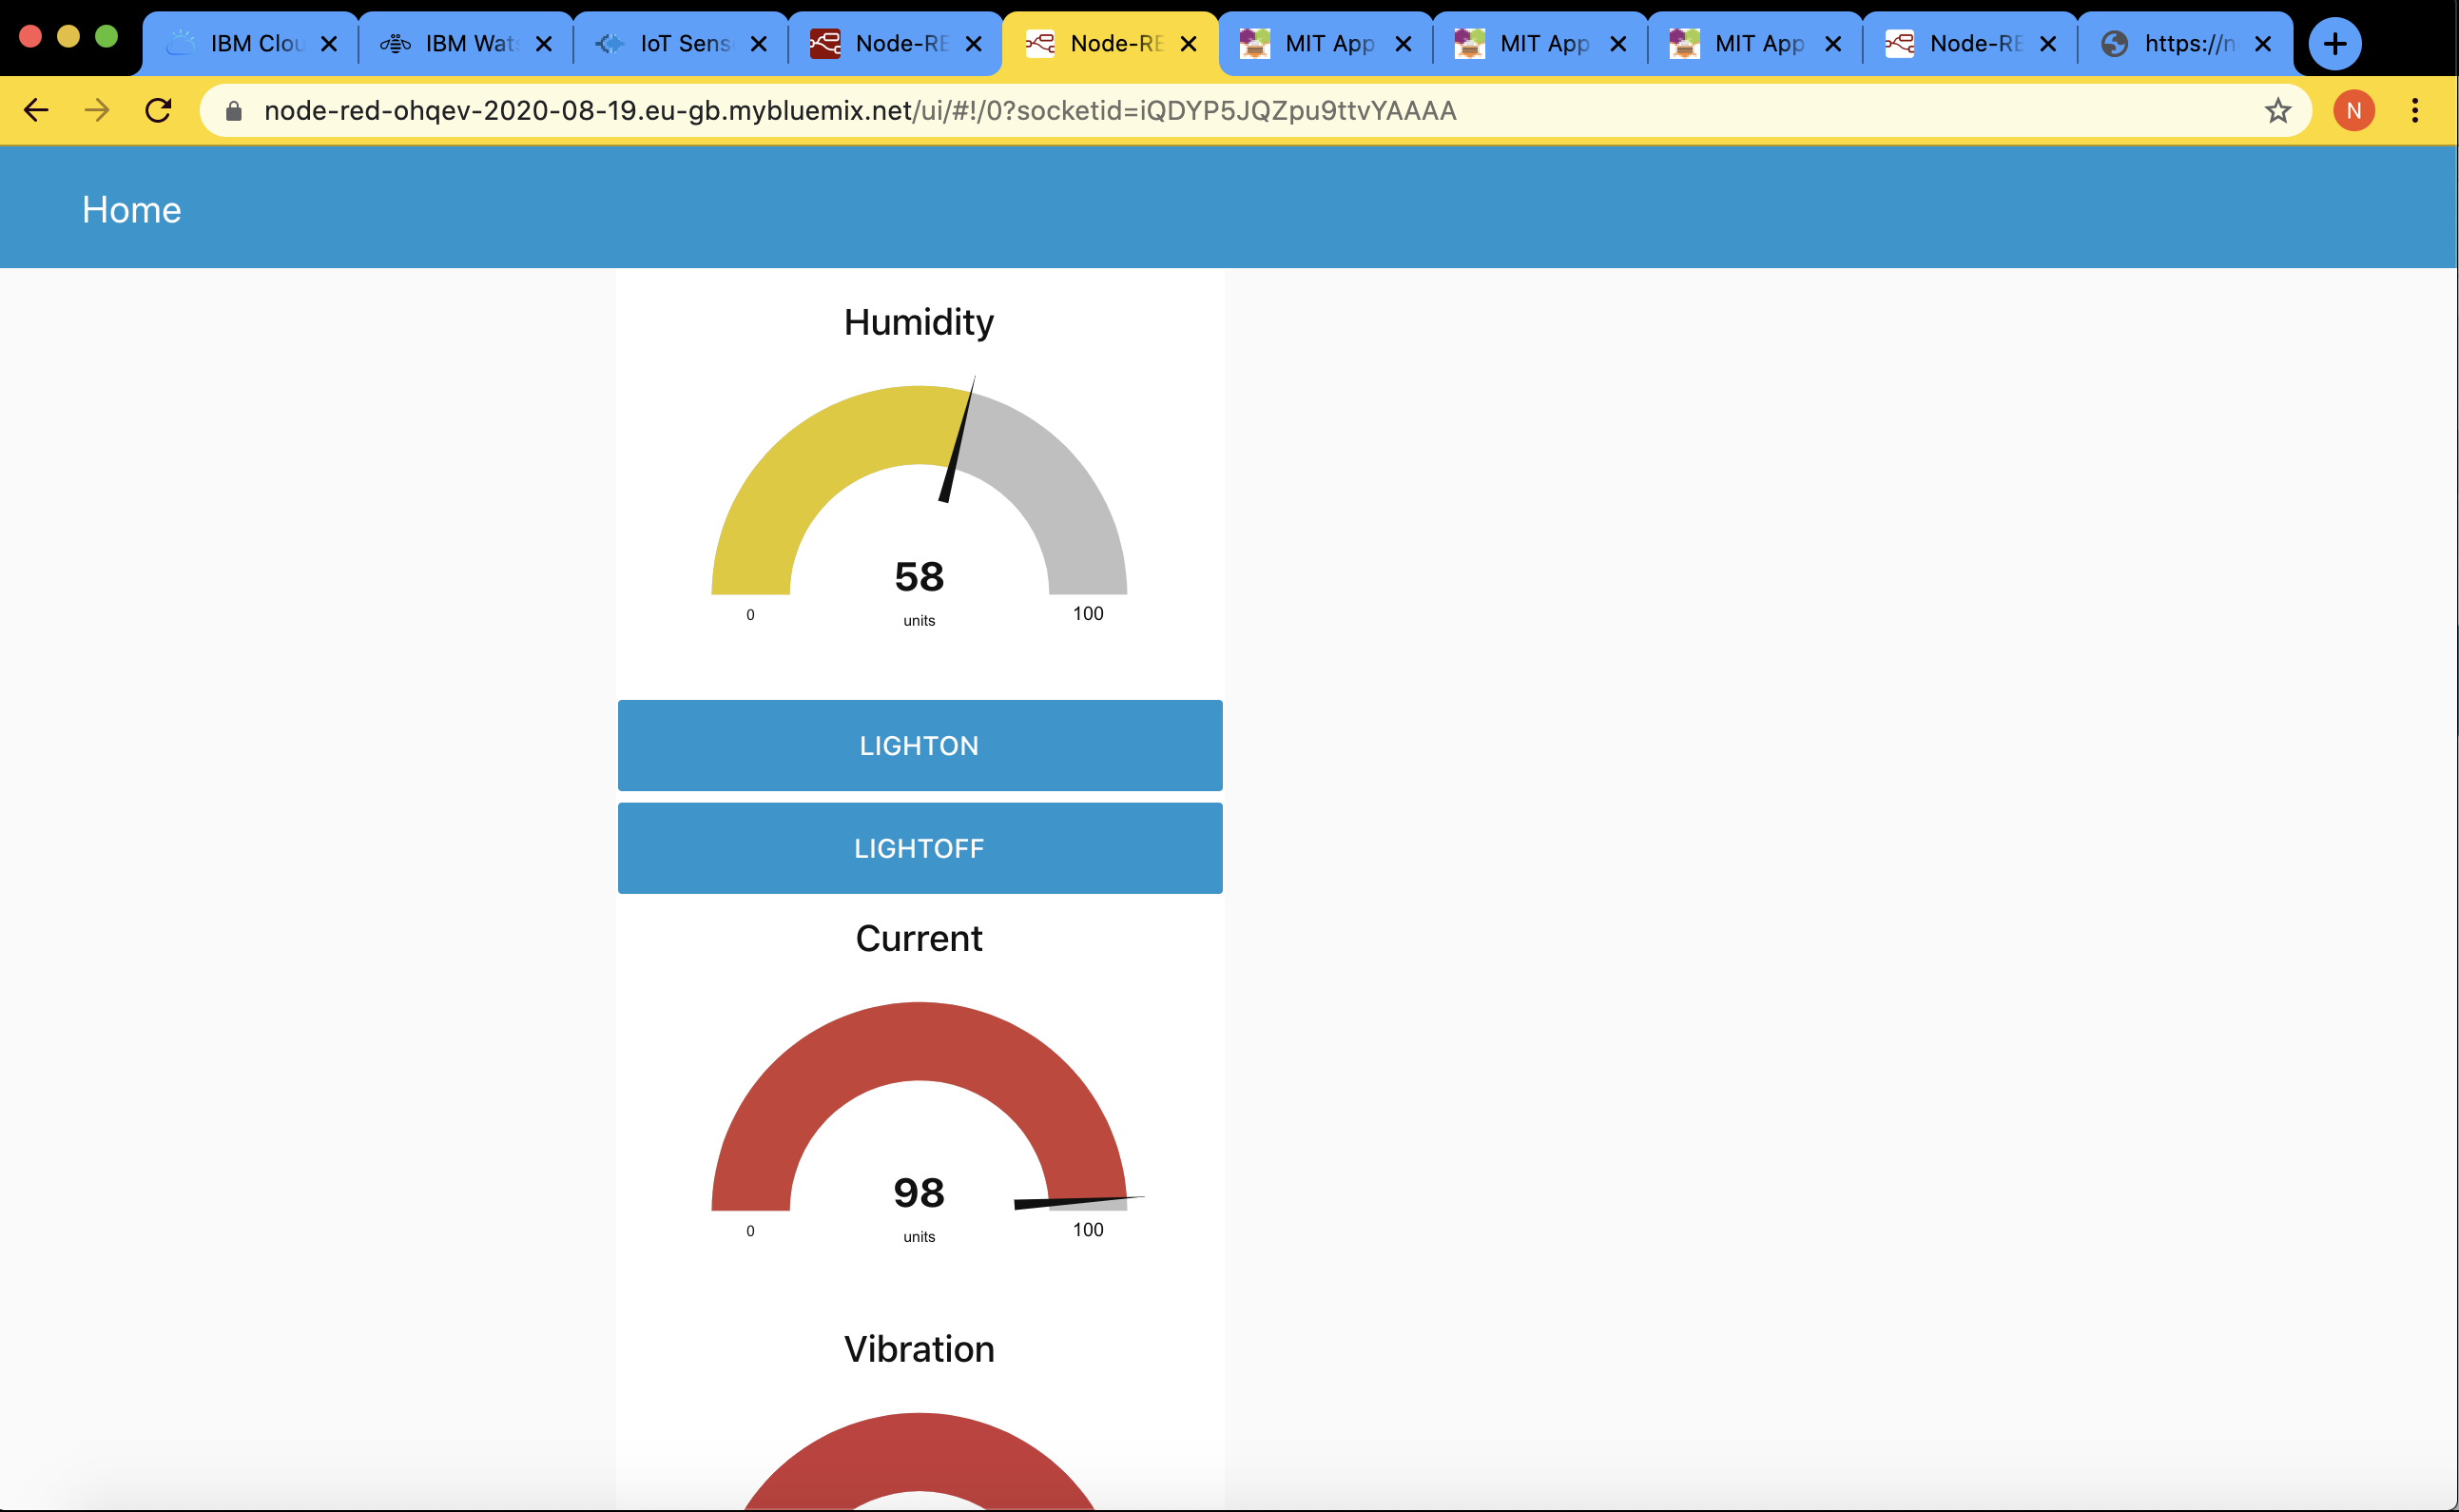 IBM Clou
IBM Wats
IoT Sens
Node-RE
Node-RE
MIT App
MIT App
MIT App
Node-RE
https://n
node-red-ohqev-2020-08-19.eu-gb.mybluemix.net/ui/#!/0?socketid=iQDYP5JQZpu9ttvYAAAA
N
Home
Humidity
58
0
units
100
LIGHTON
LIGHTOFF
Current
98
0
units
100
Vibration